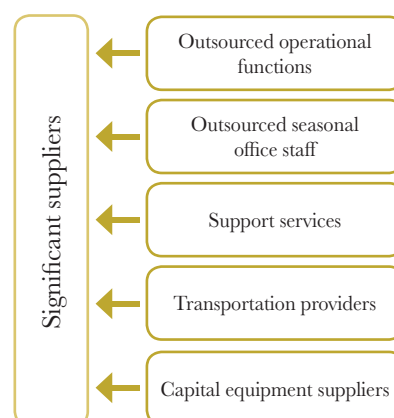 Significant suppliers
Outsourced operational
functions
Outsourced seasonal
office staff
Support services
Transportation providers
Capital equipment suppliers